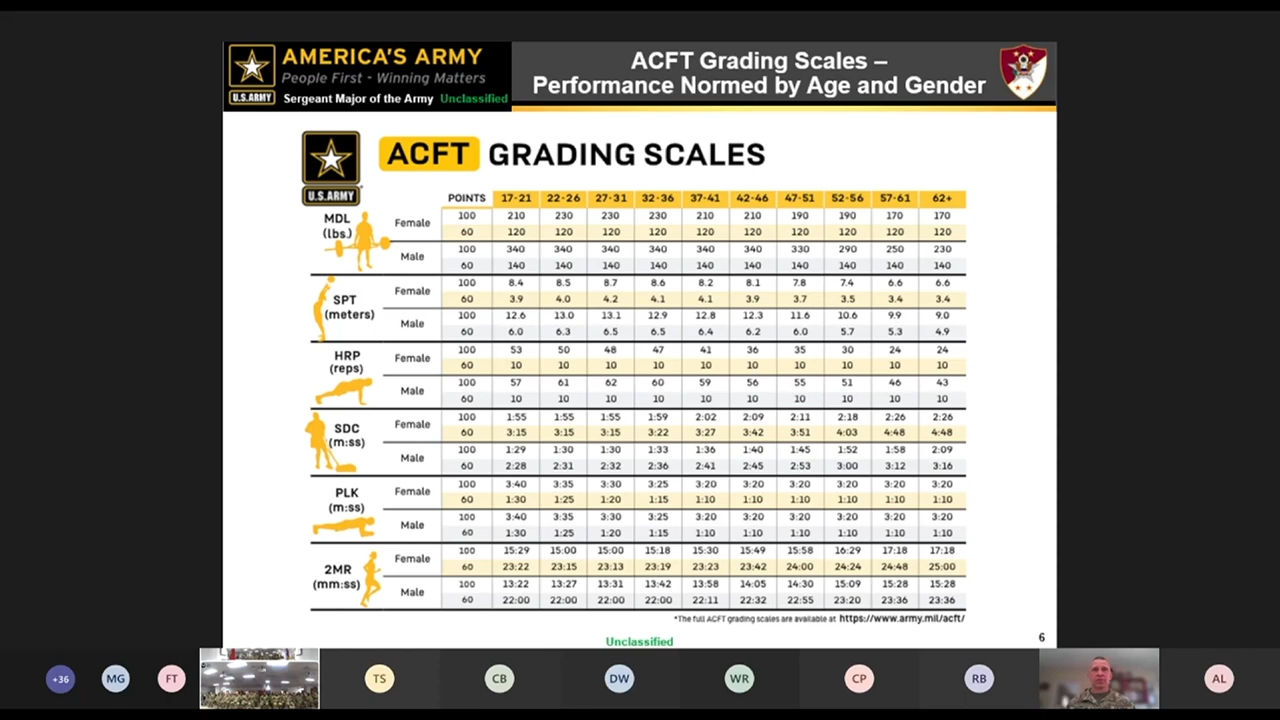 AMERICA'S ARMY
People First - Winning Matters
U.S.ARMY
Sergeant Major of the Army Unclassified
ACFT Grading Scales –
Performance Normed by Age and Gender
U.S.ARMY
ACFT GRADING SCALES
POINTS 17-21 22-26 27-31 32-36 37-41 42-46 47-51 52-56 57-61 62+
MDL (lbs.)
Female 100 210 230 230 230 210 210 190 190 170 170
60 120 120 120 120 120 120 120 120 120 120
Male 100 340 340 340 340 340 340 330 290 250 230
60 140 140 140 140 140 140 140 140 140 140
SPT (meters)
Female 100 8.4 8.5 8.7 8.6 8.2 8.1 7.8 7.4 6.6 6.6
60 3.9 4.0 4.2 4.1 4.1 3.9 3.7 3.5 3.4 3.4
Male 100 12.6 13.0 13.1 12.9 12.8 12.3 11.6 10.6 9.9 9.0
60 6.0 6.3 6.5 6.5 6.4 6.2 6.0 5.7 5.3 4.9
HRP (reps)
Female 100 53 50 48 47 41 36 35 30 24 24
60 10 10 10 10 10 10 10 10 10 10
Male 100 57 61 62 60 59 56 55 51 46 43
60 10 10 10 10 10 10 10 10 10 10
SDC (m:ss)
Female 100 1:55 1:55 1:55 1:59 2:02 2:09 2:11 2:18 2:26 2:26
60 3:15 3:15 3:15 3:22 3:27 3:42 3:51 4:03 4:48 4:48
Male 100 1:29 1:30 1:30 1:33 1:36 1:40 1:45 1:52 1:58 2:09
60 2:28 2:31 2:32 2:36 2:41 2:45 2:53 3:00 3:12 3:16
PLK (m:ss)
Female 100 3:40 3:35 3:30 3:25 3:20 3:20 3:20 3:20 3:20 3:20
60 1:30 1:25 1:20 1:15 1:10 1:10 1:10 1:10 1:10 1:10
Male 100 3:40 3:35 3:30 3:25 3:20 3:20 3:20 3:20 3:20 3:20
60 1:30 1:25 1:20 1:15 1:10 1:10 1:10 1:10 1:10 1:10
2MR (mm:ss)
Female 100 15:29 15:00 15:00 15:18 15:30 15:49 15:58 16:29 17:18 17:18
60 23:22 23:15 23:13 23:19 23:23 23:42 24:00 24:24 24:48 25:00
Male 100 13:22 13:27 13:31 13:42 13:58 14:05 14:30 15:09 15:28 15:28
60 22:00 22:00 22:00 22:00 22:11 22:32 22:55 23:20 23:36 23:36
*The full ACFT grading scales are available at https://www.army.mil/acft/
Unclassified
6
+36 MG FT TS CB DW WR CP RB AL